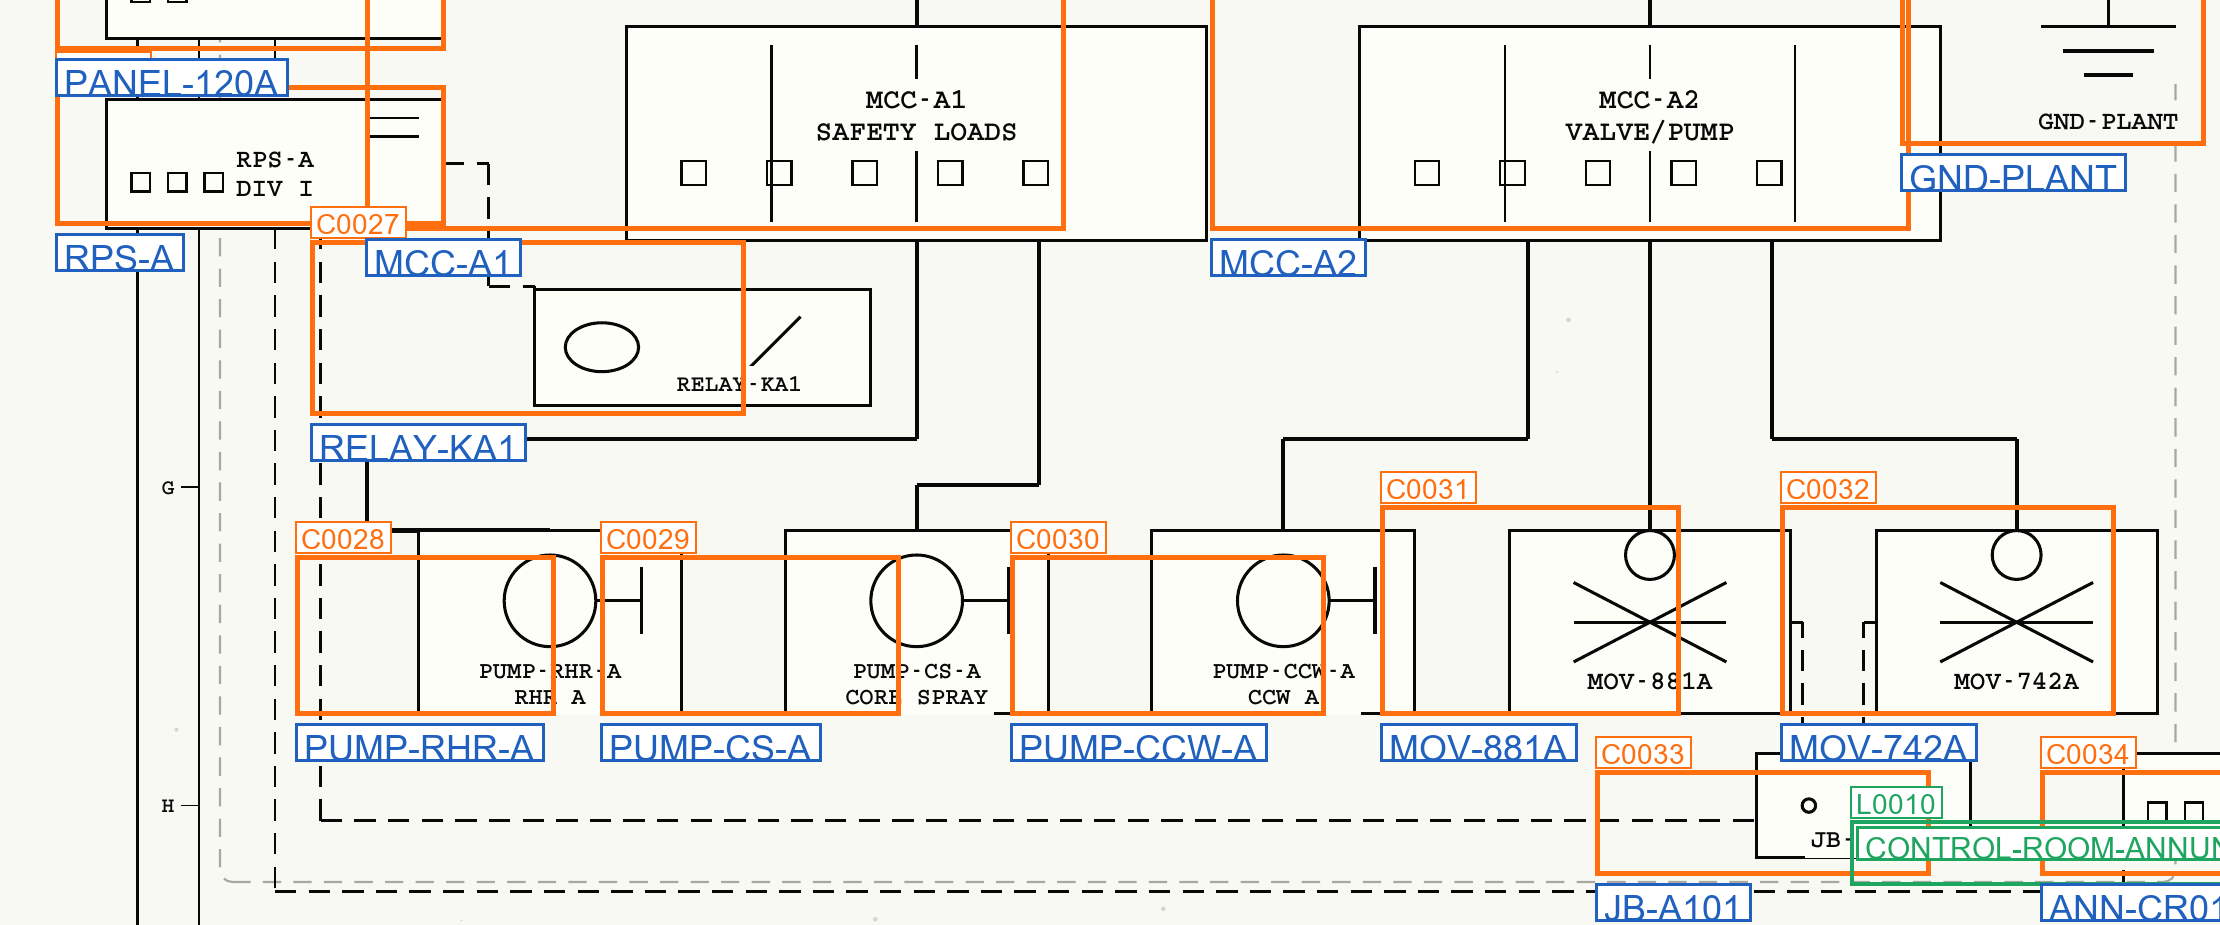 PANEL-120A
MCC-A1
SAFETY LOADS
MCC-A2
VALVE/PUMP
GND-PLANT
GND-PLANT
RPS-A
DIV I
C0027
RPS-A
MCC-A1
MCC-A2
RELAY-KA1
RELAY-KA1
G
C0031
C0032
C0028
C0029
C0030
PUMP-RHR-A
RHR A
PUMP-CS-A
CORE SPRAY
PUMP-CCW-A
CCW A
MOV-881A
MOV-742A
PUMP-RHR-A
PUMP-CS-A
PUMP-CCW-A
MOV-881A
MOV-742A
C0033
C0034
H
L0010
JB-
CONTROL-ROOM-ANNUN
JB-A101
ANN-CR01